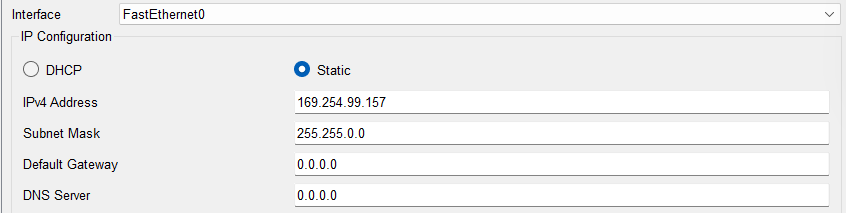 Interface FastEthernet0
IP Configuration
DHCP Static
IPv4 Address 169.254.99.157
Subnet Mask 255.255.0.0
Default Gateway 0.0.0.0
DNS Server 0.0.0.0